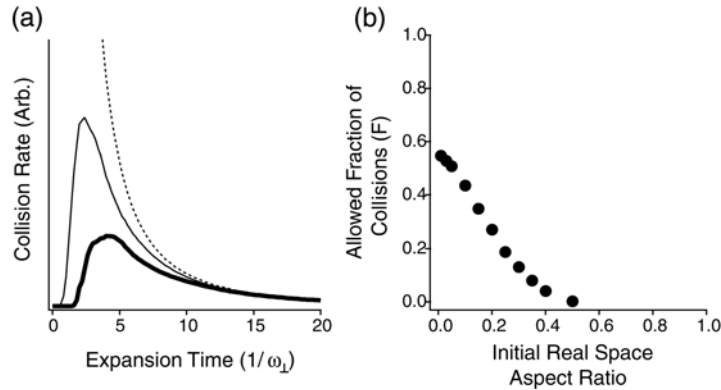 (a)
Collision Rate (Arb.)
0
5
10
15
20
Expansion Time (1/ω⊥)
(b)
Allowed Fraction of
Collisions (F)
1.0
0.8
0.6
0.4
0.2
0.0
0.0
0.2
0.4
0.6
0.8
1.0
Initial Real Space
Aspect Ratio